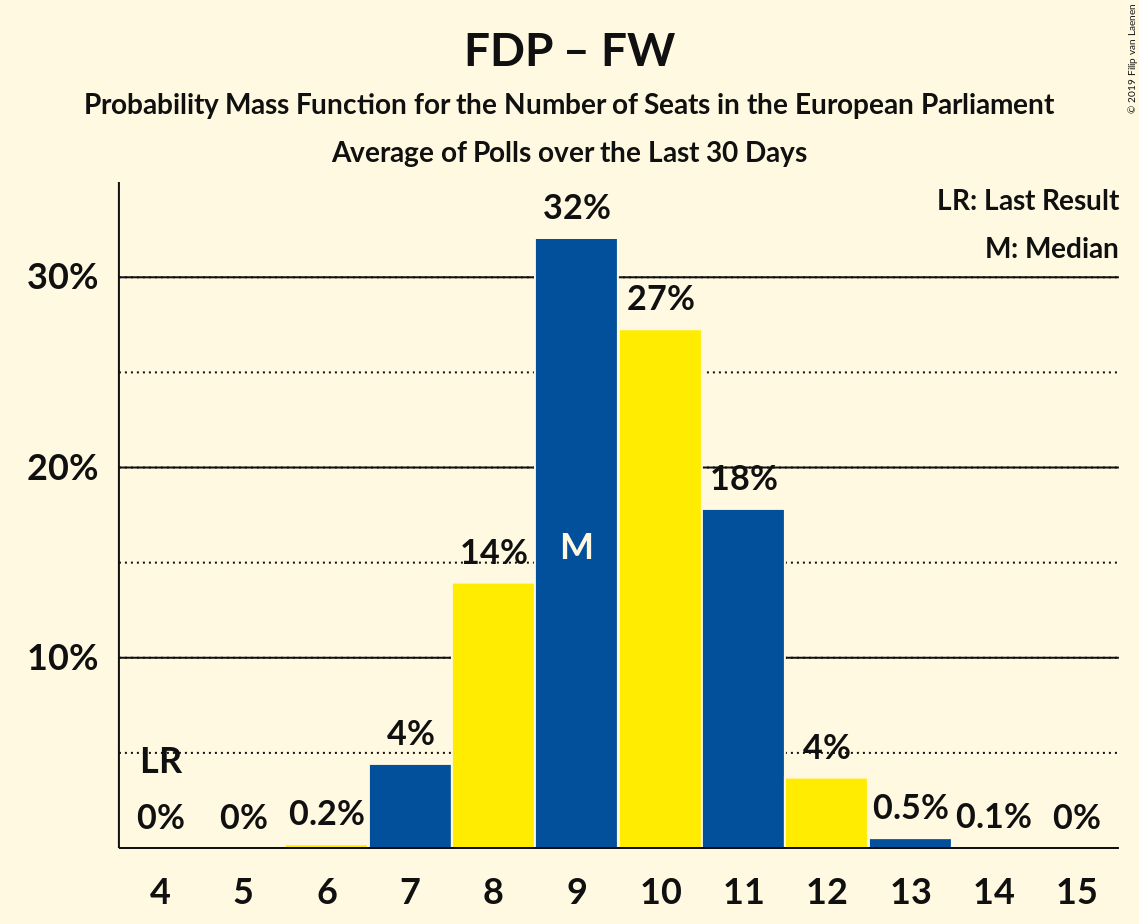 FDP – FW
Probability Mass Function for the Number of Seats in the European Parliament
Average of Polls over the Last 30 Days
© 2019 Filip van Laenen
LR: Last Result
M: Median
30%
20%
10%
LR
0%
0%
0.2%
4%
14%
32%
M
27%
18%
4%
0.5%
0.1%
0%
4 5 6 7 8 9 10 11 12 13 14 15